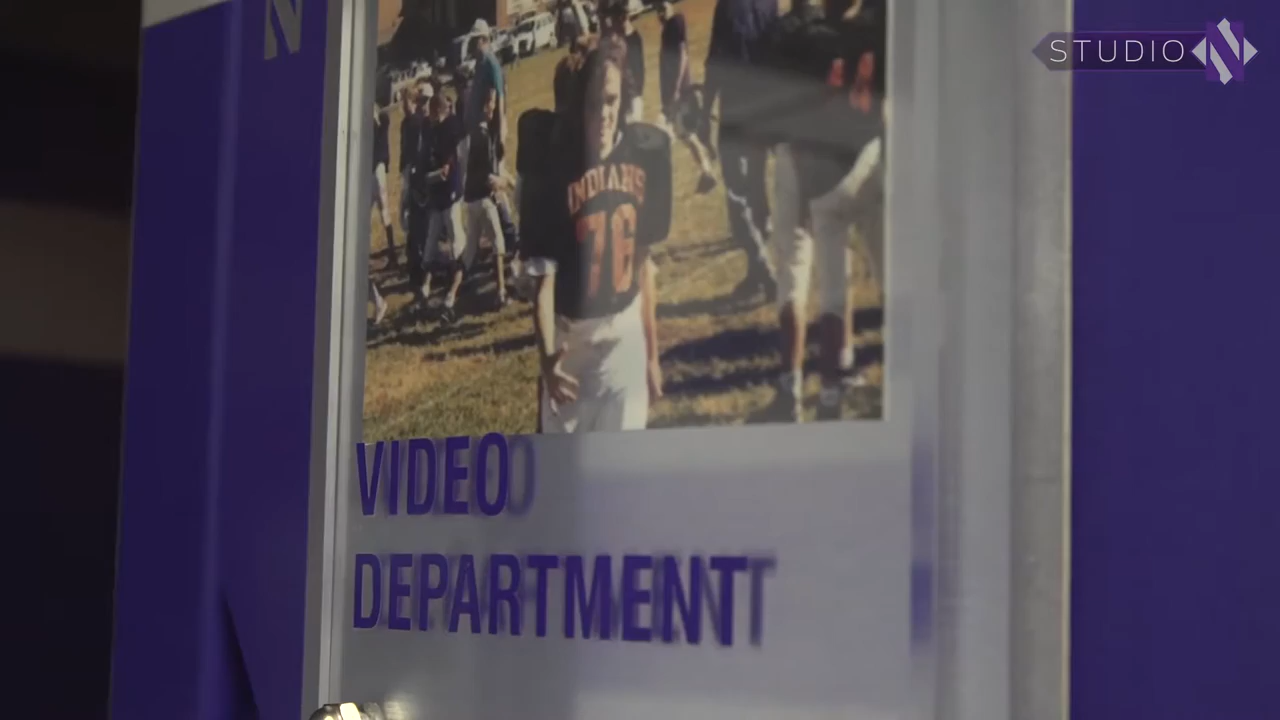 N
STUDIO N
INDIANS
76
VIDEO
DEPARTMENT